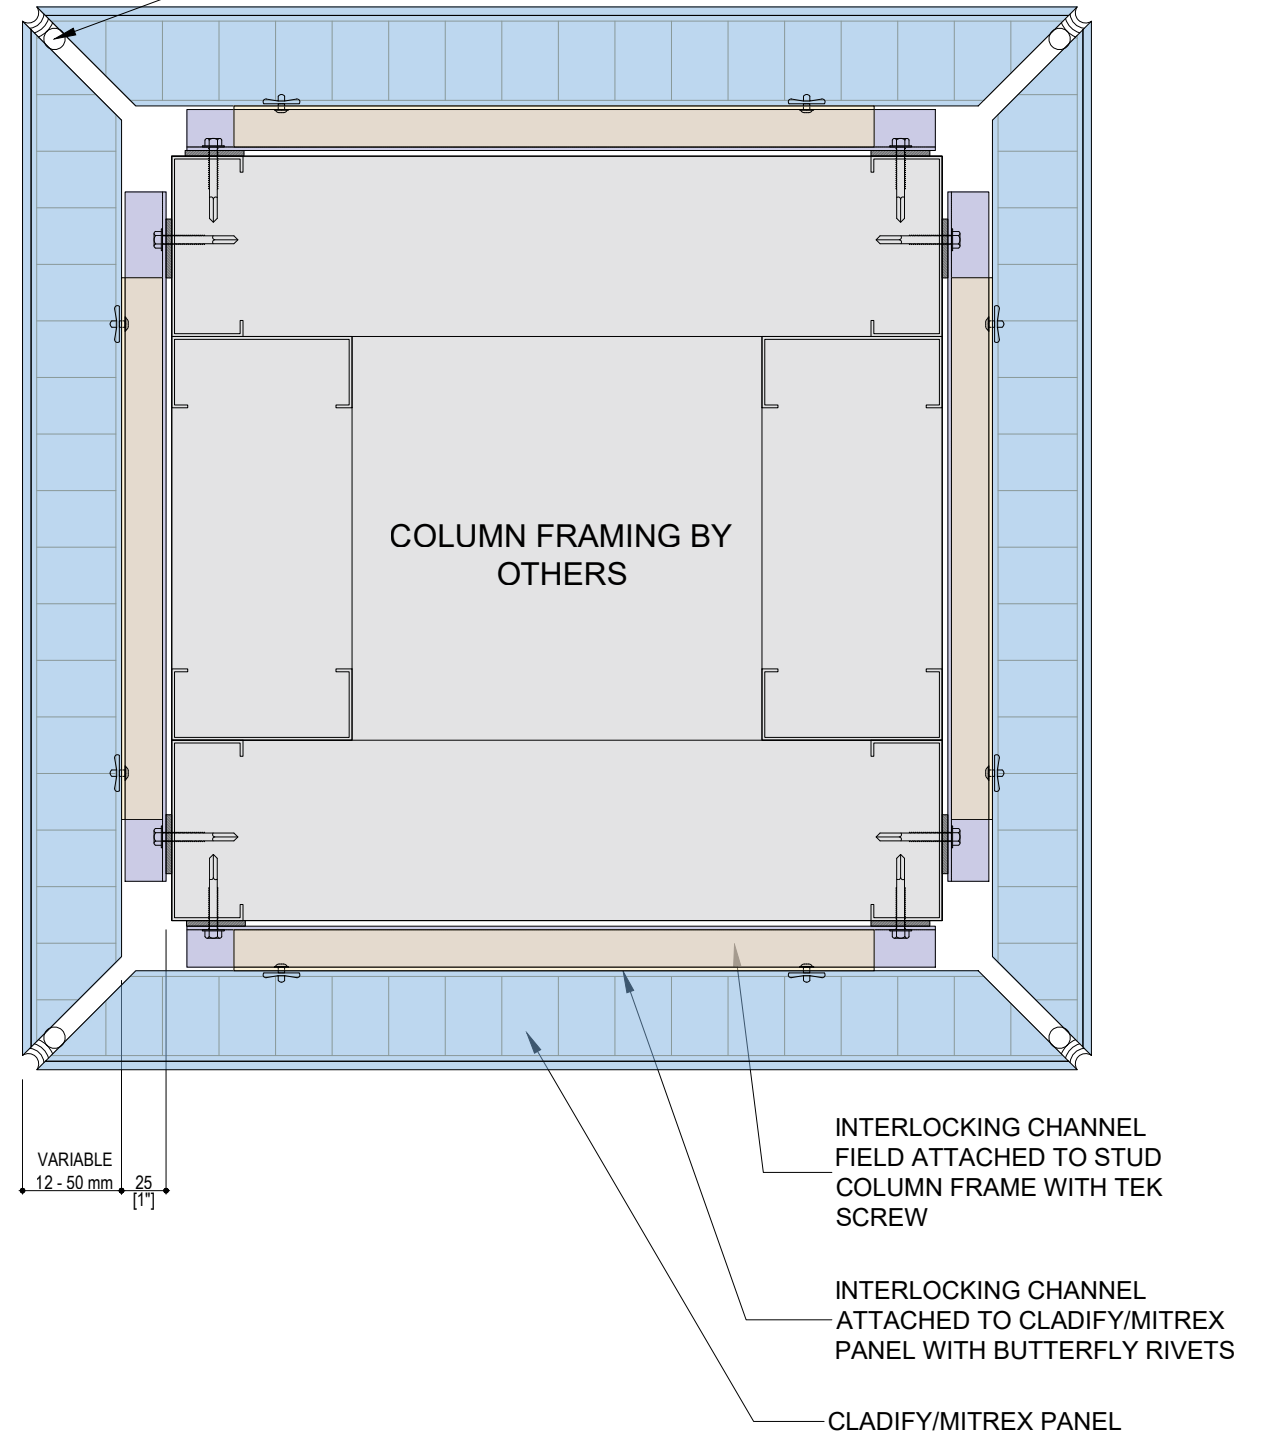 COLUMN FRAMING BY
OTHERS
INTERLOCKING CHANNEL
FIELD ATTACHED TO STUD
COLUMN FRAME WITH TEK
SCREW
VARIABLE
12 - 50 mm
25
[1"]
INTERLOCKING CHANNEL
ATTACHED TO CLADIFY/MITREX
PANEL WITH BUTTERFLY RIVETS
CLADIFY/MITREX PANEL